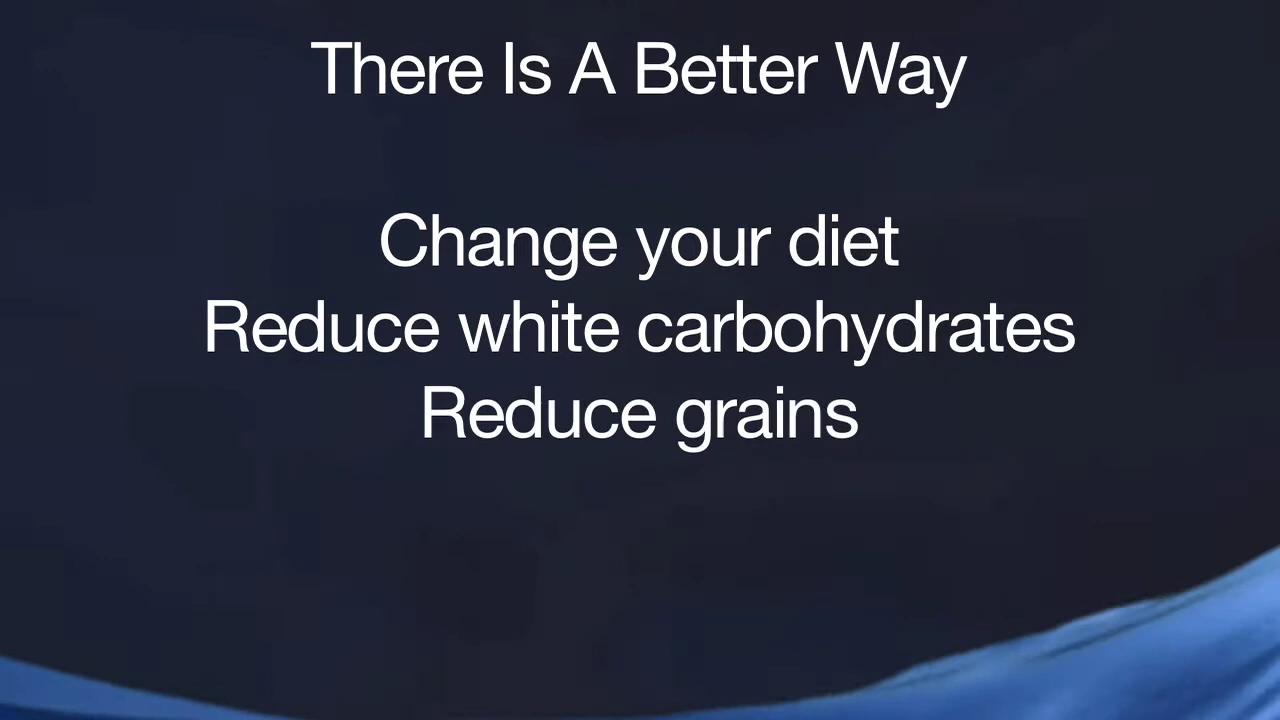 There Is A Better Way
Change your diet
Reduce white carbohydrates
Reduce grains